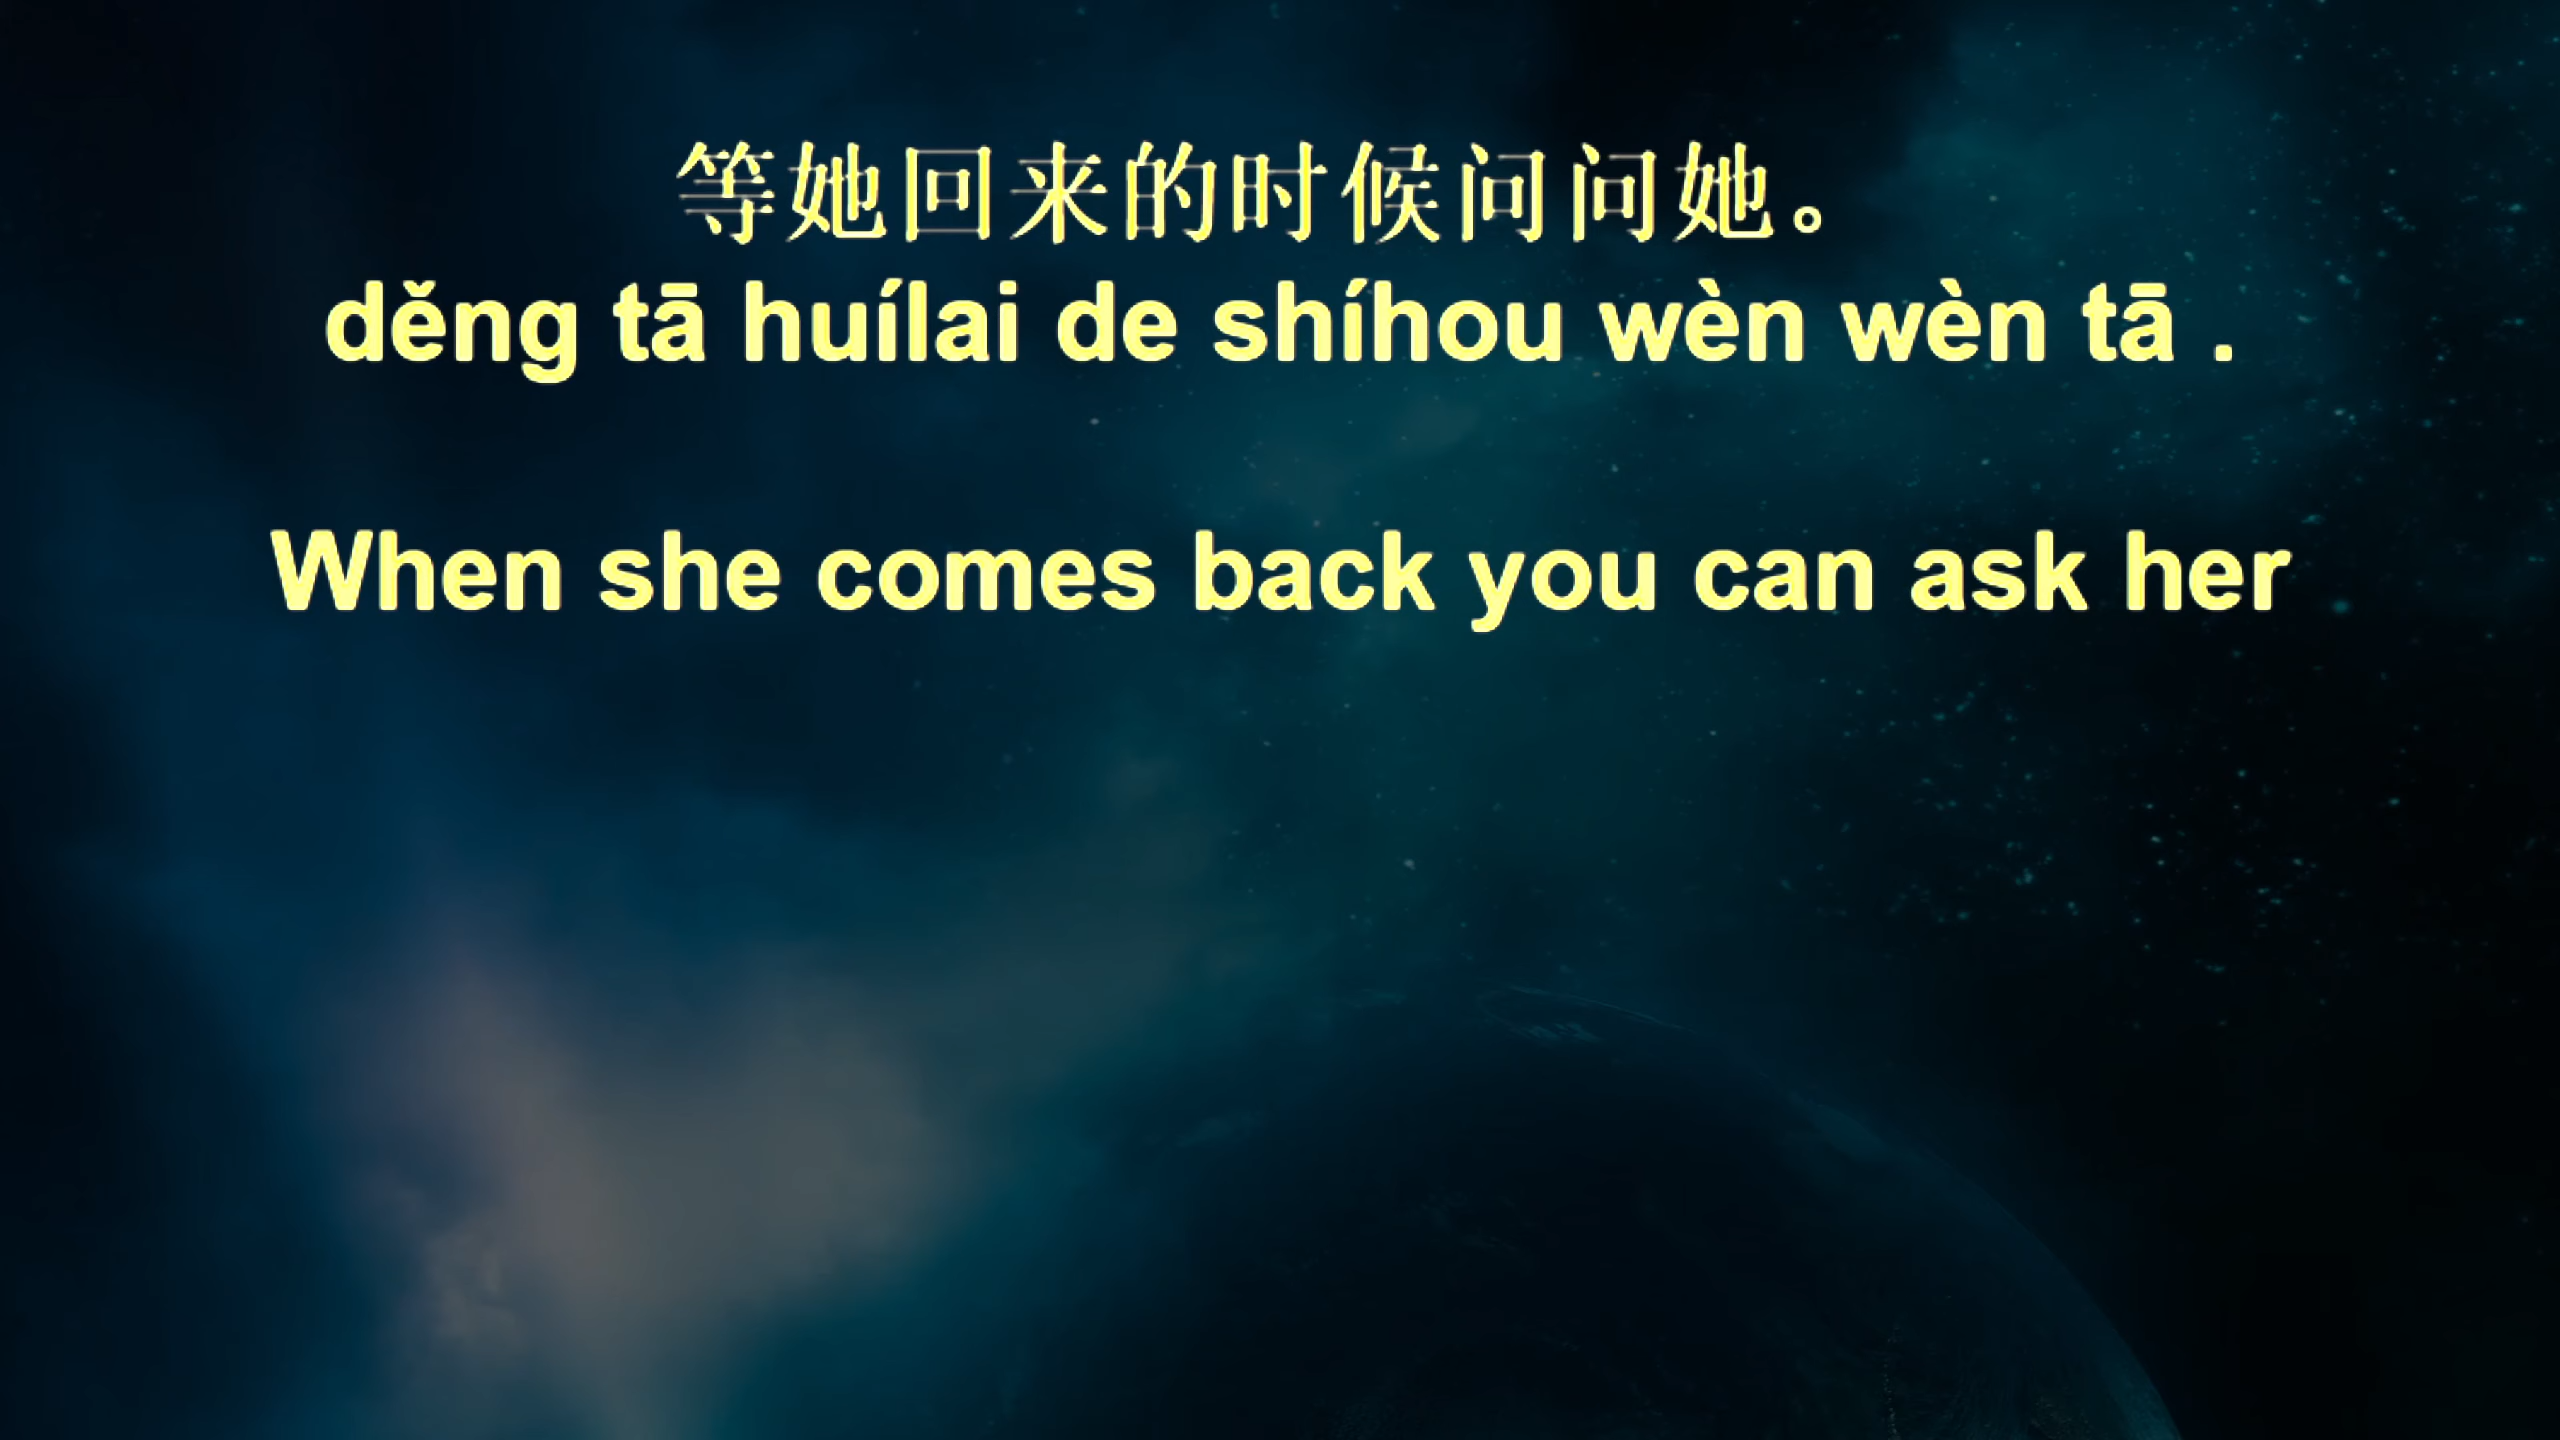 等她回来的时候问问她。
děng tā huílai de shíhou wèn wèn tā .
When she comes back you can ask her